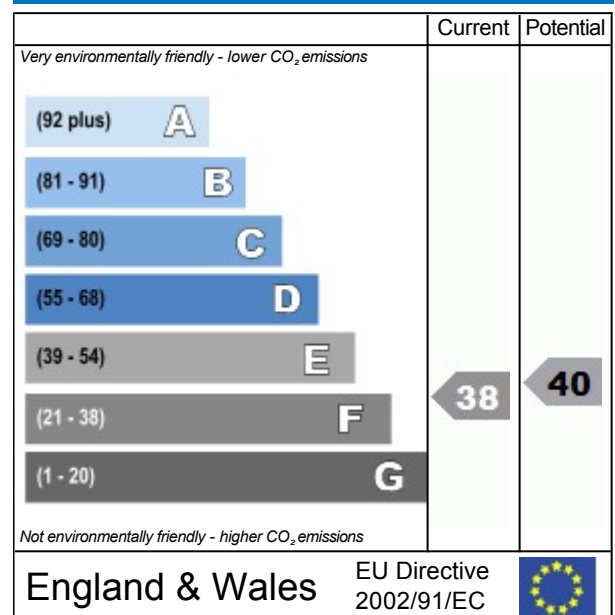 Current Potential
Very environmentally friendly - lower CO₂ emissions
(92 plus) A
(81 - 91) B
(69 - 80) C
(55 - 68) D
(39 - 54) E
38 40
(21 - 38) F
(1 - 20) G
Not environmentally friendly - higher CO₂ emissions
England & Wales
EU Directive
2002/91/EC